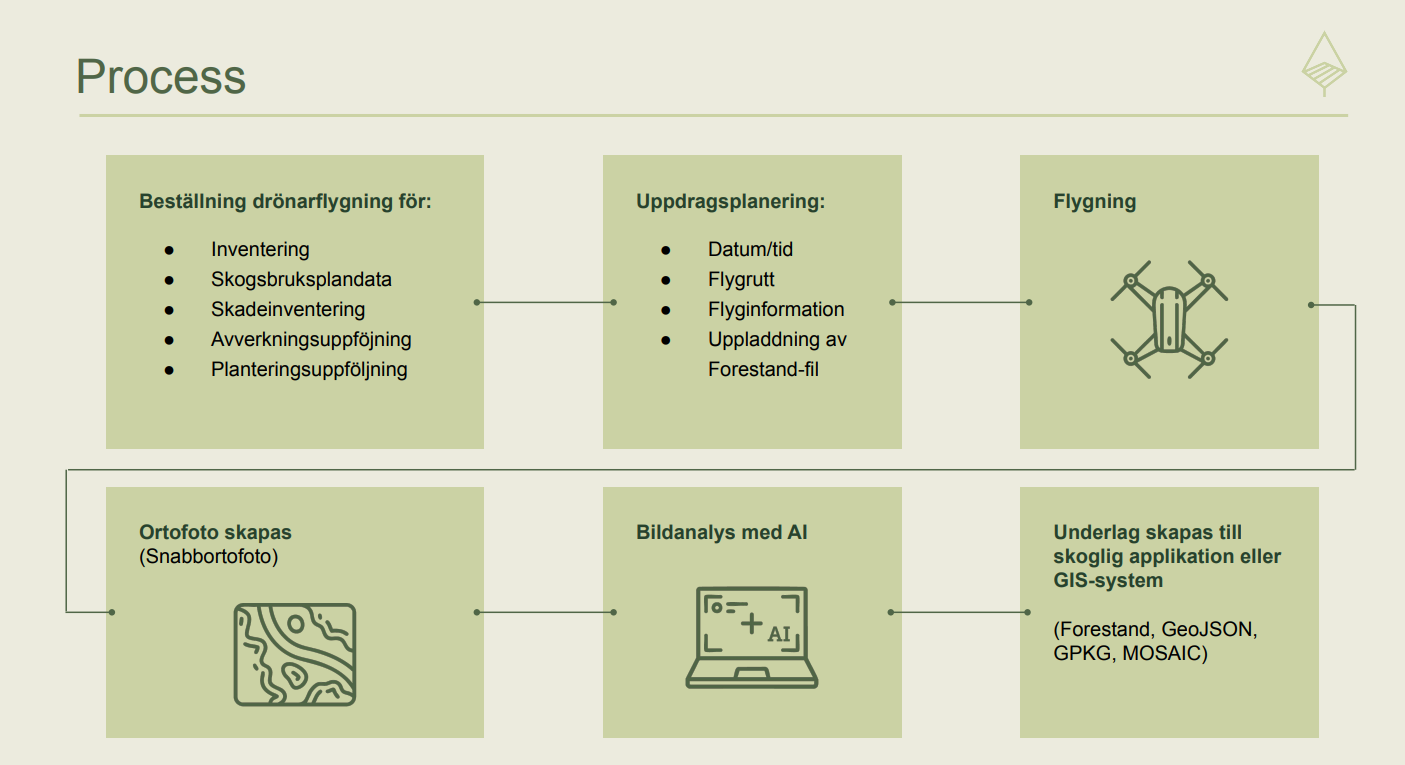 Process
Beställning drönarflygning för:
● Inventering
● Skogsbruksplandata
● Skadeinventering
● Avverkningsuppföjning
● Planteringsuppföljning
Uppdragsplanering:
● Datum/tid
● Flygrutt
● Flyginformation
● Uppladdning av
Forestand-fil
Flygning
Ortofoto skapas
(Snabbortofoto)
Bildanalys med AI
AI
Underlag skapas till
skoglig applikation eller
GIS-system
(Forestand, GeoJSON,
GPKG, MOSAIC)